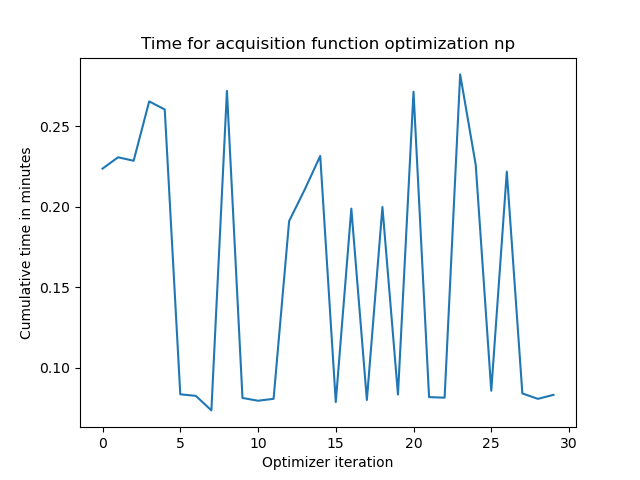 Time for acquisition function optimization np
Cumulative time in minutes
0.25
0.20
0.15
0.10
0 5 10 15 20 25 30
Optimizer iteration